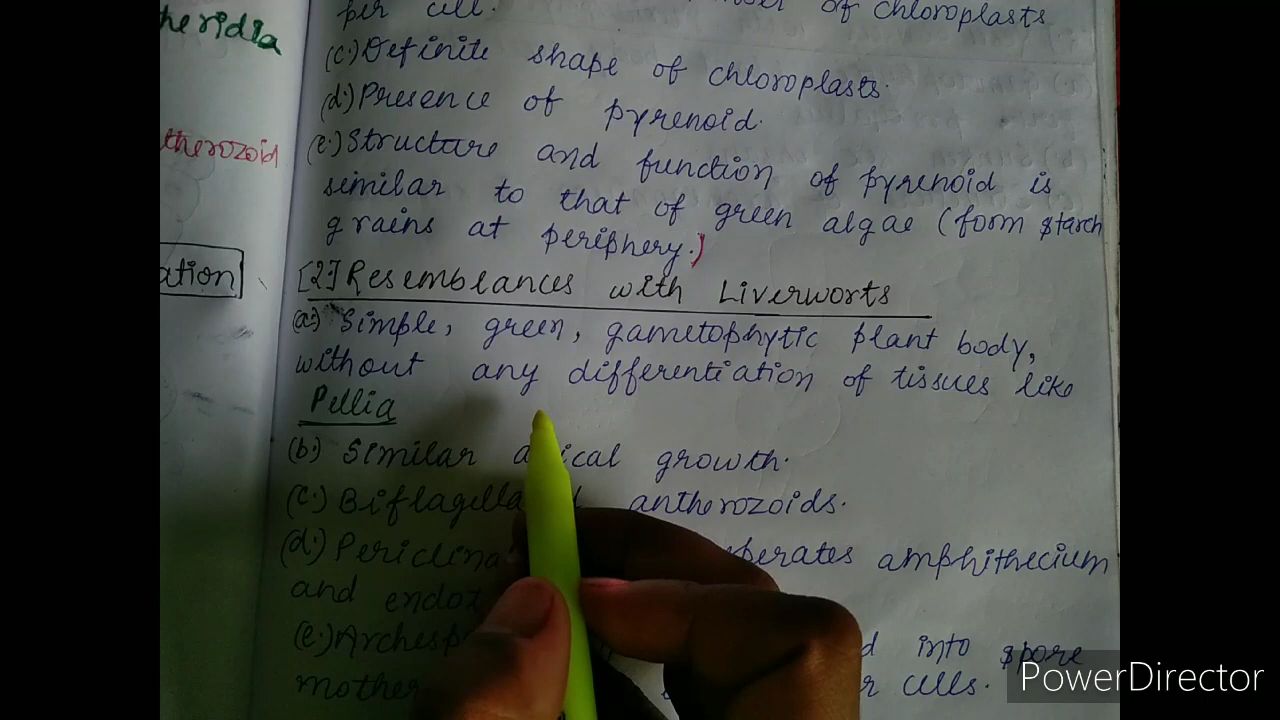 heridia
therozoid
ation
per cell. of chloroplasts
(c.) Definite shape of chloroplasts.
(d.) Presence of pyrenoid.
(e.) Structure and function of pyrenoid is
similar to that of green algae (form starch
grains at periphery.)
[2.] Resemblances with Liverworts
(a.) Simple, green, gametophytic plant body,
without any differentiation of tissues like
Pellia
(b.) Similar a ical growth.
(c.) Biflagella antherozoids.
(d.) Periclina perates amphithecium
and endo
(e.) Archesp d into spore
mother r cells.
PowerDirector